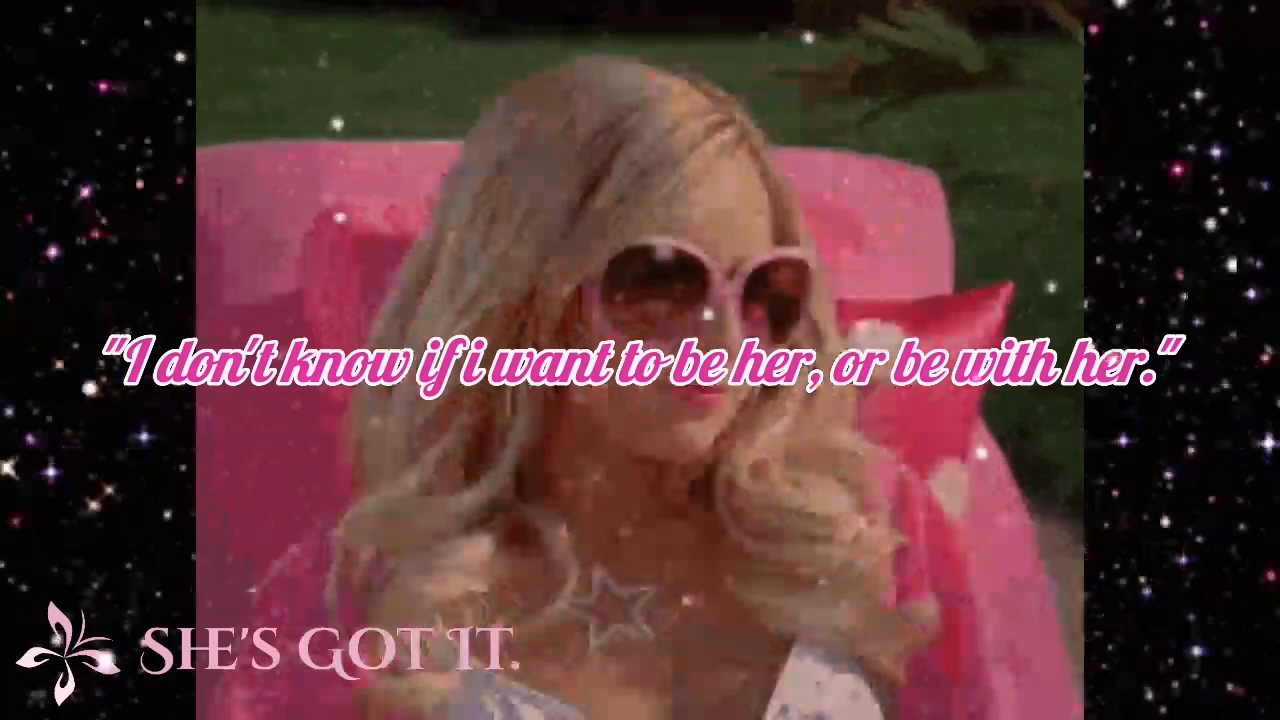 "I don't know if i want to be her, or be with her."
SHE'S GOT IT.